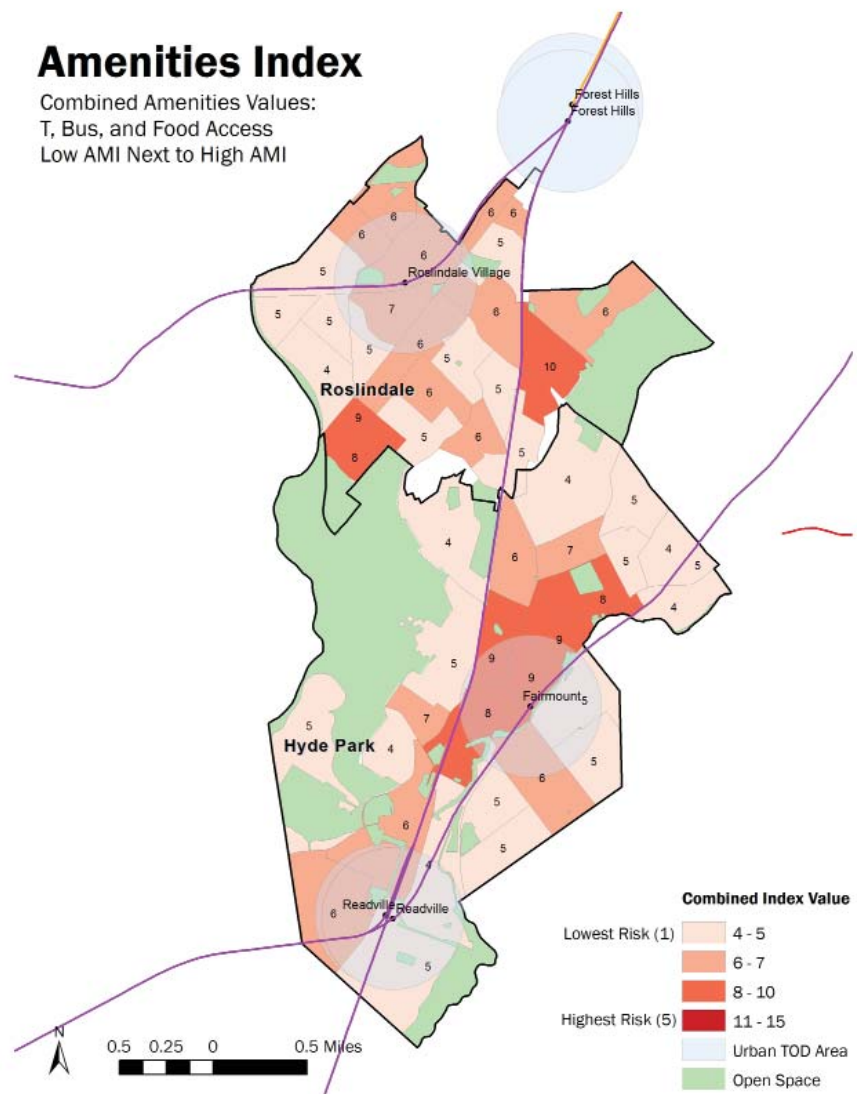 Amenities Index
Combined Amenities Values:
T, Bus, and Food Access
Low AMI Next to High AMI
Forest Hills
Forest Hills
6
6
6
6
6
5
5
Roslindale Village
5
5
7
6
6
6
5
5
10
4
Roslindale
6
5
9
5
6
8
5
4
5
4
6
7
5
4
5
8
4
9
5
9
9
Fairmount
5
5
7
8
Hyde Park
4
5
6
5
6
5
4
Readville
Readville
6
5
Combined Index Value
Lowest Risk (1)
4 - 5
6 - 7
8 - 10
Highest Risk (5)
11 - 15
Urban TOD Area
Open Space
N
0.5 0.25 0 0.5 Miles